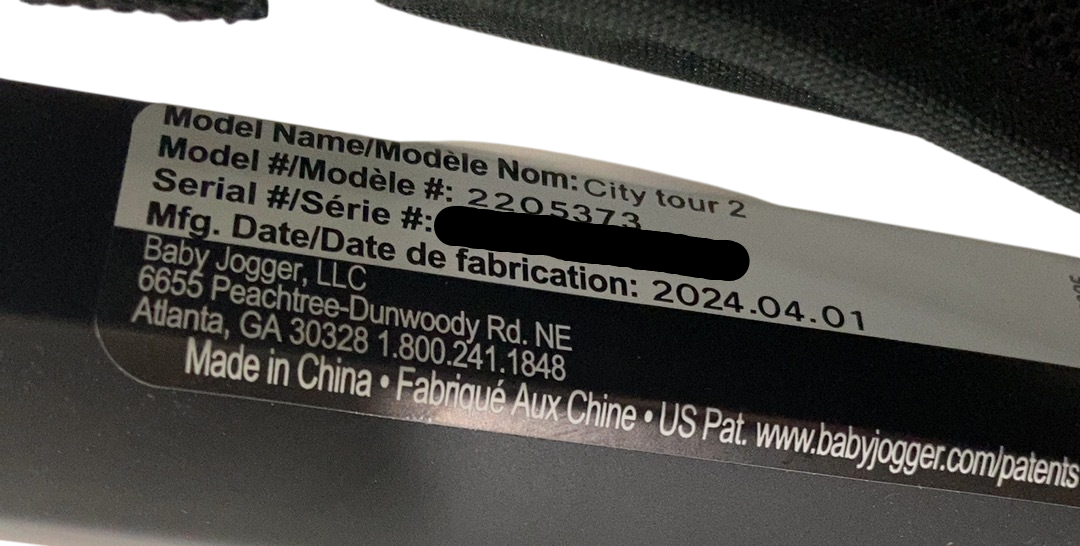 Model Name/Modèle Nom: City tour 2
Model #/Modèle #: 2205373
Serial #/Série #:
Mfg. Date/Date de fabrication: 2024.04.01
Baby Jogger, LLC
6655 Peachtree-Dunwoody Rd. NE
Atlanta, GA 30328 1.800.241.1848
Made in China • Fabriqué Aux Chine • US Pat. www.babyjogger.com/patents